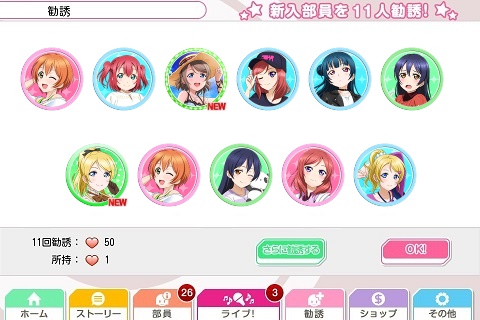 勧誘
新入部員を11人勧誘!
NEW
NEW
11回勧誘： 50
所持： 1
さらに勧誘する
OK!
26
3
ホーム
ストーリー
部員
ライブ!
勧誘
ショップ
その他